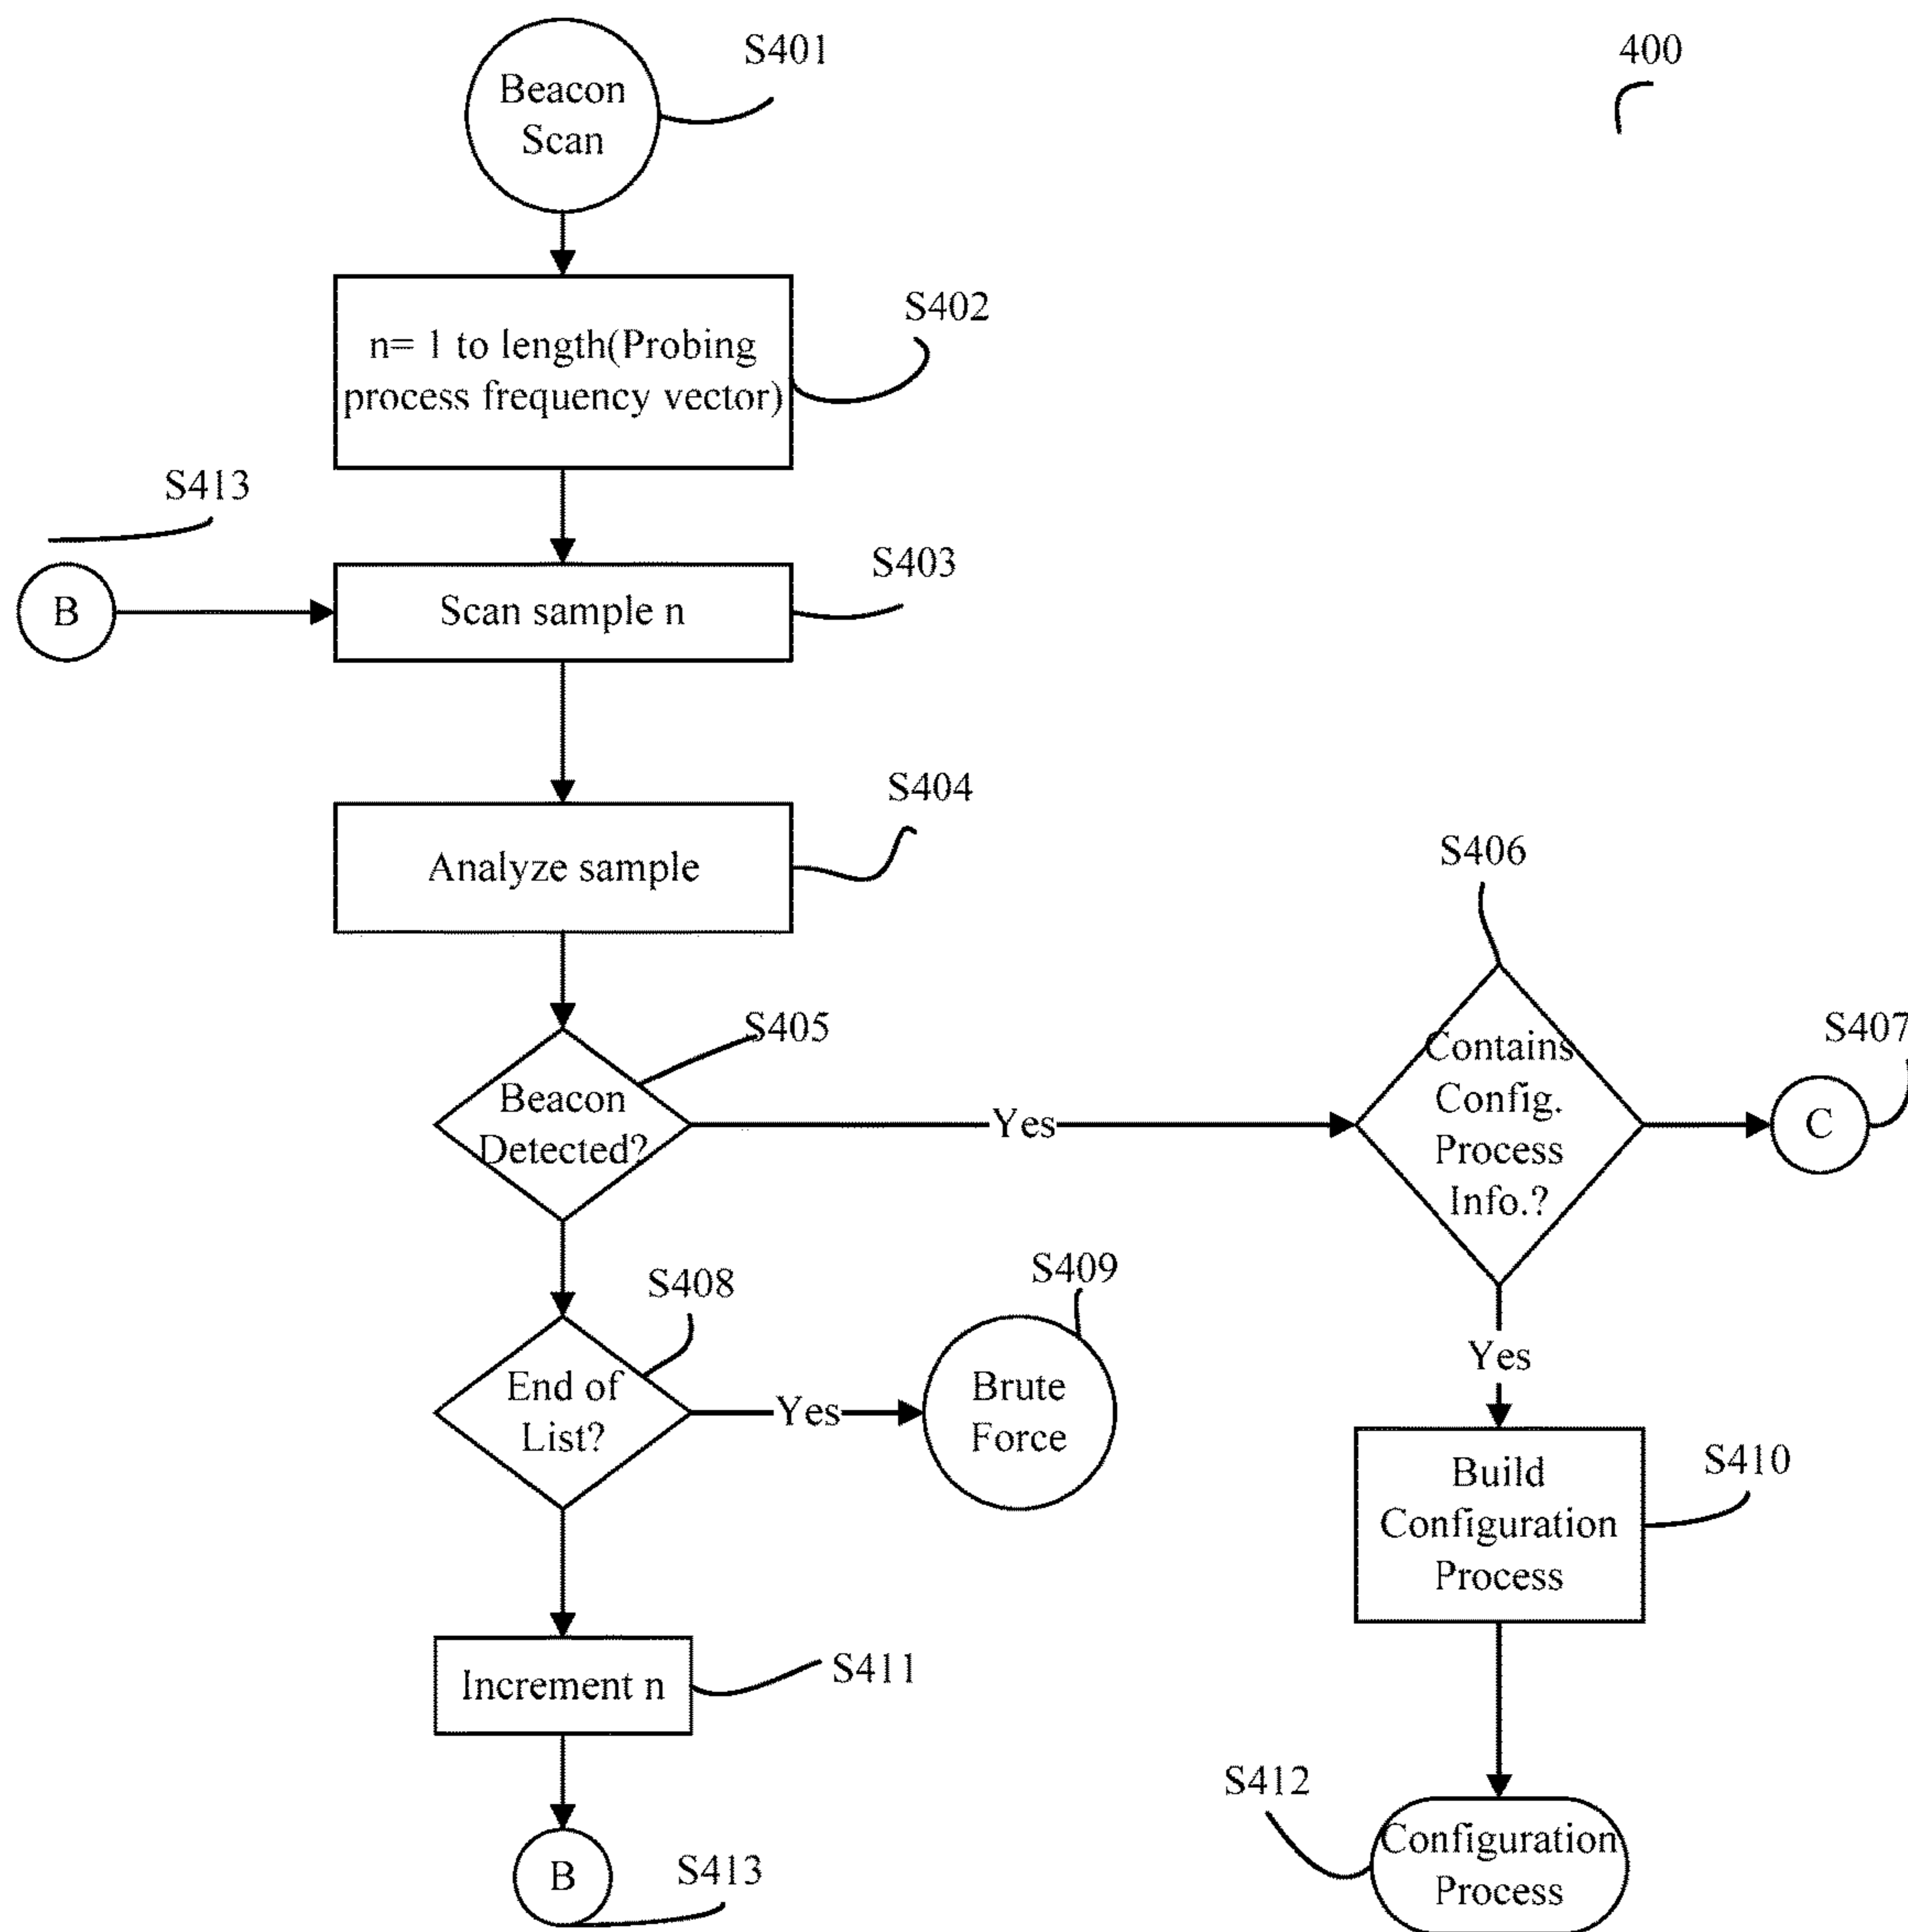 S401
400
Beacon
Scan
S402
n= 1 to length(Probing
process frequency vector)
S413
S403
B
Scan sample n
S404
Analyze sample
S406
S405
S407
Beacon
Detected?
Yes
Contains
Config.
Process
Info.?
C
S408
S409
End of
List?
Yes
Brute
Force
Yes
S410
Build
Configuration
Process
S411
Increment n
S412
Configuration
Process
B
S413